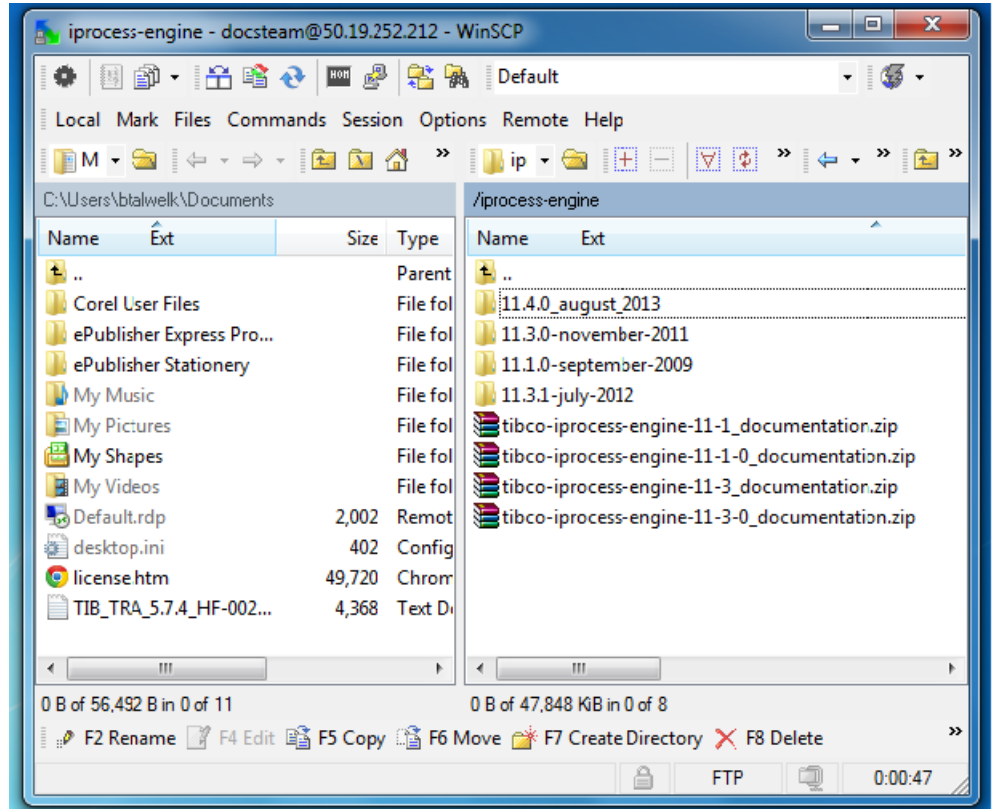 iprocess-engine - docsteam@50.19.252.212 - WinSCP
Default
Local Mark Files Commands Session Options Remote Help
M ip
C:\Users\btalwelk\Documents
Name Ext Size Type
.. Parent
Corel User Files File fol
ePublisher Express Pro... File fol
ePublisher Stationery File fol
My Music File fol
My Pictures File fol
My Shapes File fol
My Videos File fol
Default.rdp 2,002 Remot
desktop.ini 402 Config
license.htm 49,720 Chrom
TIB_TRA_5.7.4_HF-002... 4,368 Text D
0 B of 56,492 B in 0 of 11
/iprocess-engine
Name Ext
..
11.4.0_august_2013
11.3.0-november-2011
11.1.0-september-2009
11.3.1-july-2012
tibco-iprocess-engine-11-1_documentation.zip
tibco-iprocess-engine-11-1-0_documentation.zip
tibco-iprocess-engine-11-3_documentation.zip
tibco-iprocess-engine-11-3-0_documentation.zip
0 B of 47,848 KiB in 0 of 8
F2 Rename F4 Edit F5 Copy F6 Move F7 Create Directory F8 Delete
FTP 0:00:47